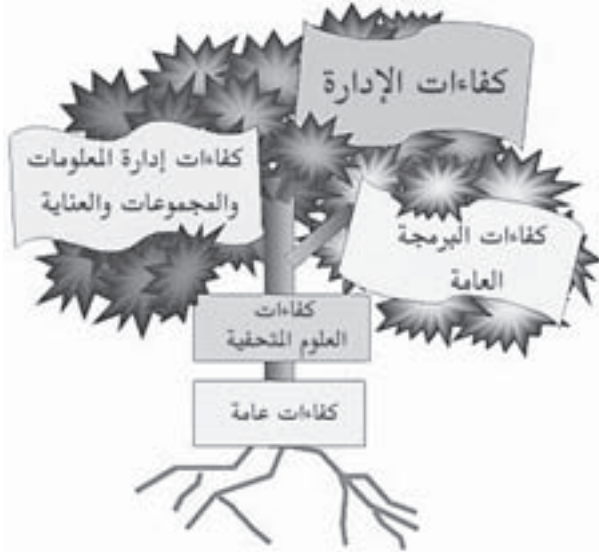 كفاءات الإدارة
كفاءات إدارة المعلومات
والمجموعات والعناية
كفاءات البرمجة
العامة
كفاءات
العلوم المتحفية
كفاءات عامة